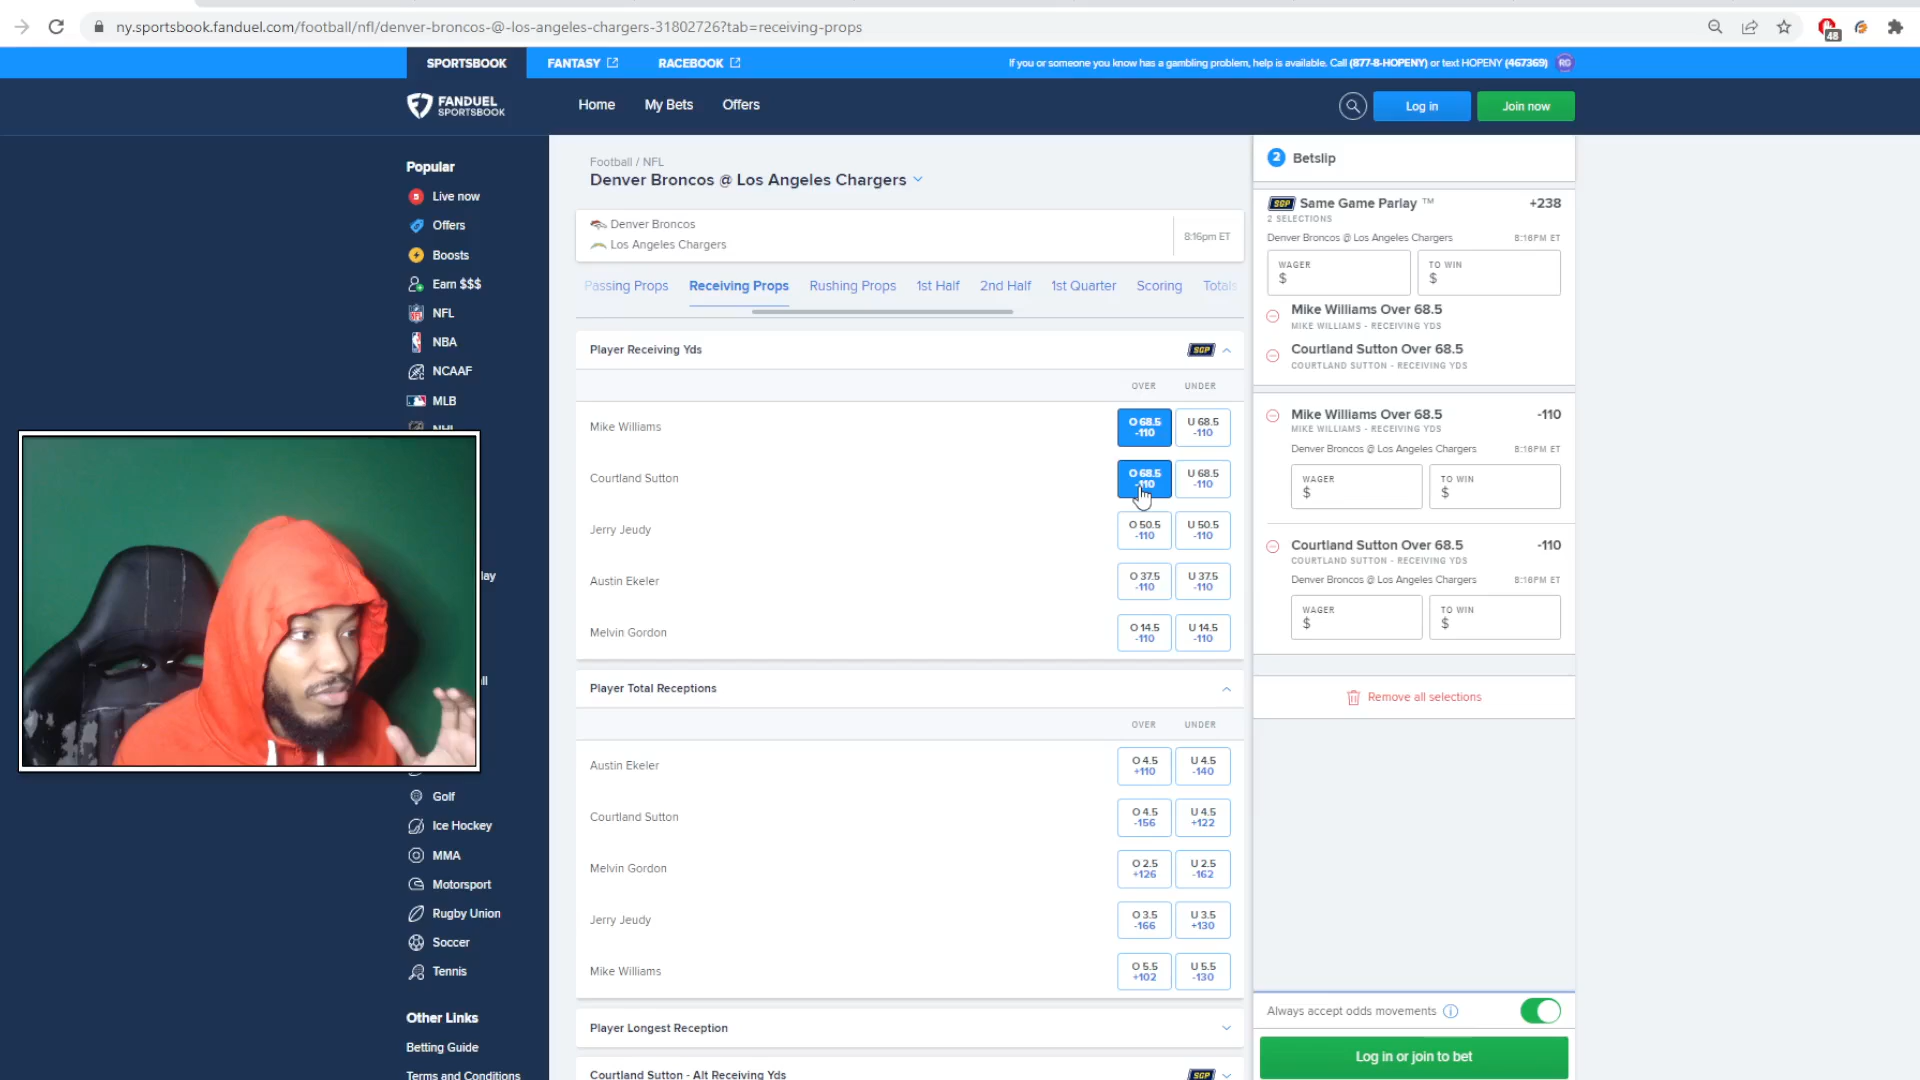 ny.sportsbook.fanduel.com/football/nfl/denver-broncos-@-los-angeles-chargers-31802726?tab=receiving-props
48
SPORTSBOOK
FANTASY
RACEBOOK
If you or someone you know has a gambling problem, help is available. Call (877-8-HOPENY) or text HOPENY (467369)
RG
FANDUEL
SPORTSBOOK
Home
My Bets
Offers
Log in
Join now
Popular
Live now
Offers
Boosts
Earn $$$
NFL
NBA
NCAAF
MLB
NHL
lay
ll
Golf
Ice Hockey
MMA
Motorsport
Rugby Union
Soccer
Tennis
Other Links
Betting Guide
Terms and Conditions
Football / NFL
Denver Broncos @ Los Angeles Chargers
Denver Broncos
Los Angeles Chargers
8:16pm ET
Passing Props
Receiving Props
Rushing Props
1st Half
2nd Half
1st Quarter
Scoring
Totals
Player Receiving Yds
SGP
OVER UNDER
Mike Williams
O 68.5 U 68.5
-110 -110
Courtland Sutton
O 68.5 U 68.5
-110 -110
Jerry Jeudy
O 50.5 U 50.5
-110 -110
Austin Ekeler
O 37.5 U 37.5
-110 -110
Melvin Gordon
O 14.5 U 14.5
-110 -110
Player Total Receptions
OVER UNDER
Austin Ekeler
O 4.5 U 4.5
+110 -140
Courtland Sutton
O 4.5 U 4.5
-156 +122
Melvin Gordon
O 2.5 U 2.5
+126 -162
Jerry Jeudy
O 3.5 U 3.5
-166 +130
Mike Williams
O 5.5 U 5.5
+102 -130
Player Longest Reception
Courtland Sutton - Alt Receiving Yds
SGP
2 Betslip
SGP Same Game Parlay ™ +238
2 SELECTIONS
Denver Broncos @ Los Angeles Chargers 8:16PM ET
WAGER TO WIN
$ $
Mike Williams Over 68.5
MIKE WILLIAMS - RECEIVING YDS
Courtland Sutton Over 68.5
COURTLAND SUTTON - RECEIVING YDS
Mike Williams Over 68.5 -110
MIKE WILLIAMS - RECEIVING YDS
Denver Broncos @ Los Angeles Chargers 8:16PM ET
WAGER TO WIN
$ $
Courtland Sutton Over 68.5 -110
COURTLAND SUTTON - RECEIVING YDS
Denver Broncos @ Los Angeles Chargers 8:16PM ET
WAGER TO WIN
$ $
Remove all selections
Always accept odds movements
Log in or join to bet